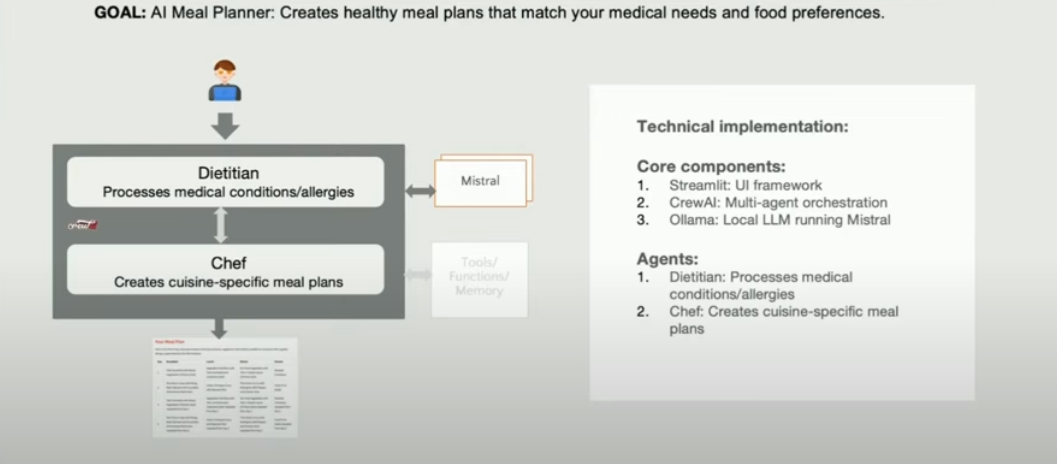 GOAL: AI Meal Planner: Creates healthy meal plans that match your medical needs and food preferences.
Dietitian
Processes medical conditions/allergies
Mistral
Chef
Creates cuisine-specific meal plans
Tools/
Functions/
Memory
Your Meal Plan
Technical implementation:
Core components:
1. Streamlit: UI framework
2. CrewAI: Multi-agent orchestration
3. Ollama: Local LLM running Mistral
Agents:
1. Dietitian: Processes medical
conditions/allergies
2. Chef: Creates cuisine-specific meal
plans